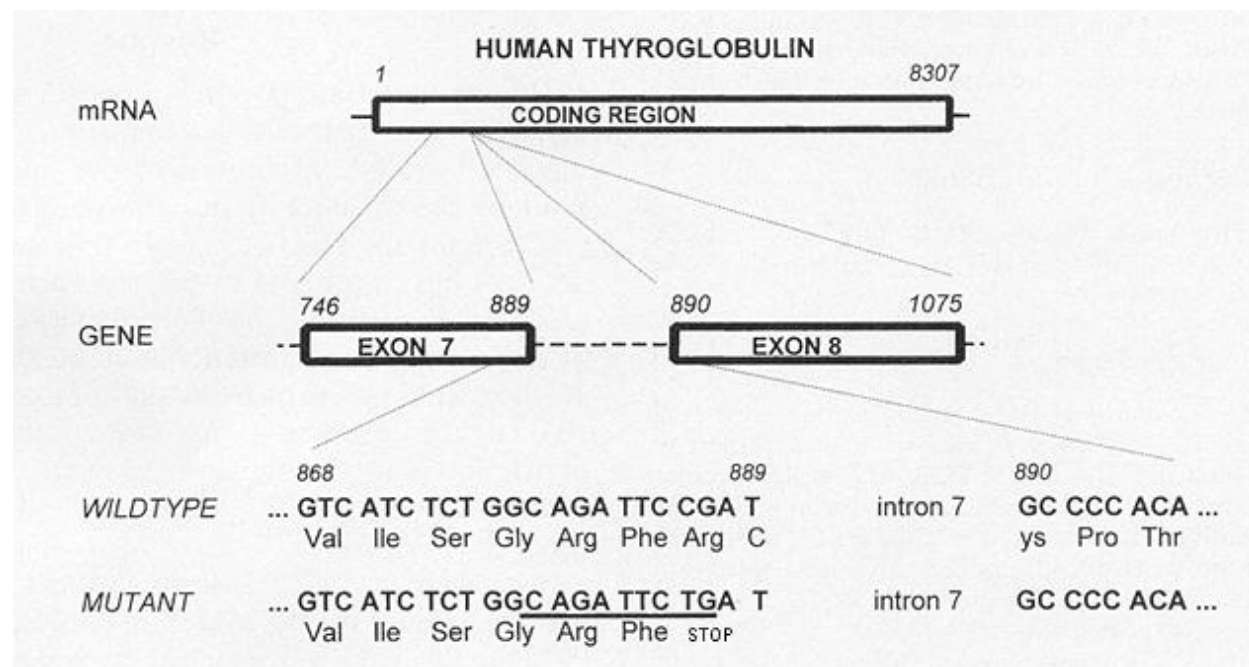 HUMAN THYROGLOBULIN
1 8307
mRNA CODING REGION
746 889 890 1075
GENE EXON 7 EXON 8
868 889 890
WILDTYPE ... GTC ATC TCT GGC AGA TTC CGA T intron 7 GC CCC ACA ...
Val Ile Ser Gly Arg Phe Arg C ys Pro Thr
MUTANT ... GTC ATC TCT GGC AGA TTC TGA T intron 7 GC CCC ACA ...
Val Ile Ser Gly Arg Phe STOP